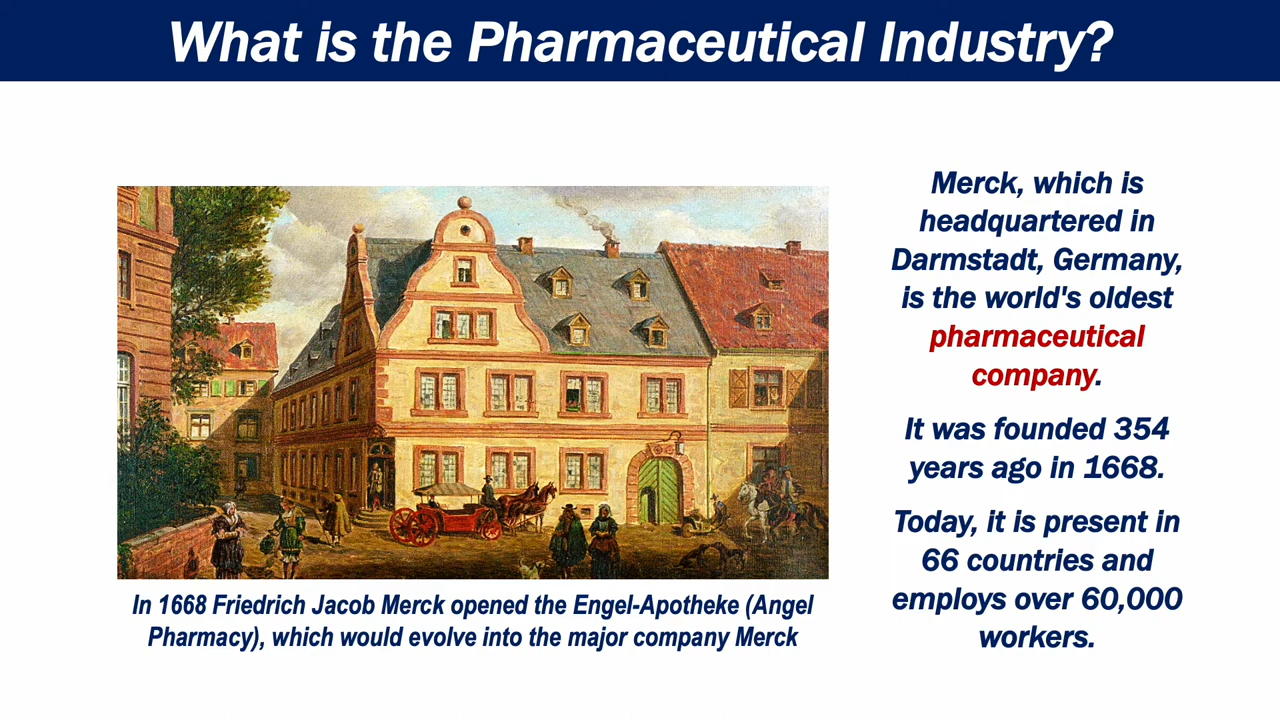 What is the Pharmaceutical Industry?
Merck, which is
headquartered in
Darmstadt, Germany,
is the world's oldest
pharmaceutical
company.
It was founded 354
years ago in 1668.
Today, it is present in
66 countries and
employs over 60,000
workers.
In 1668 Friedrich Jacob Merck opened the Engel-Apotheke (Angel
Pharmacy), which would evolve into the major company Merck